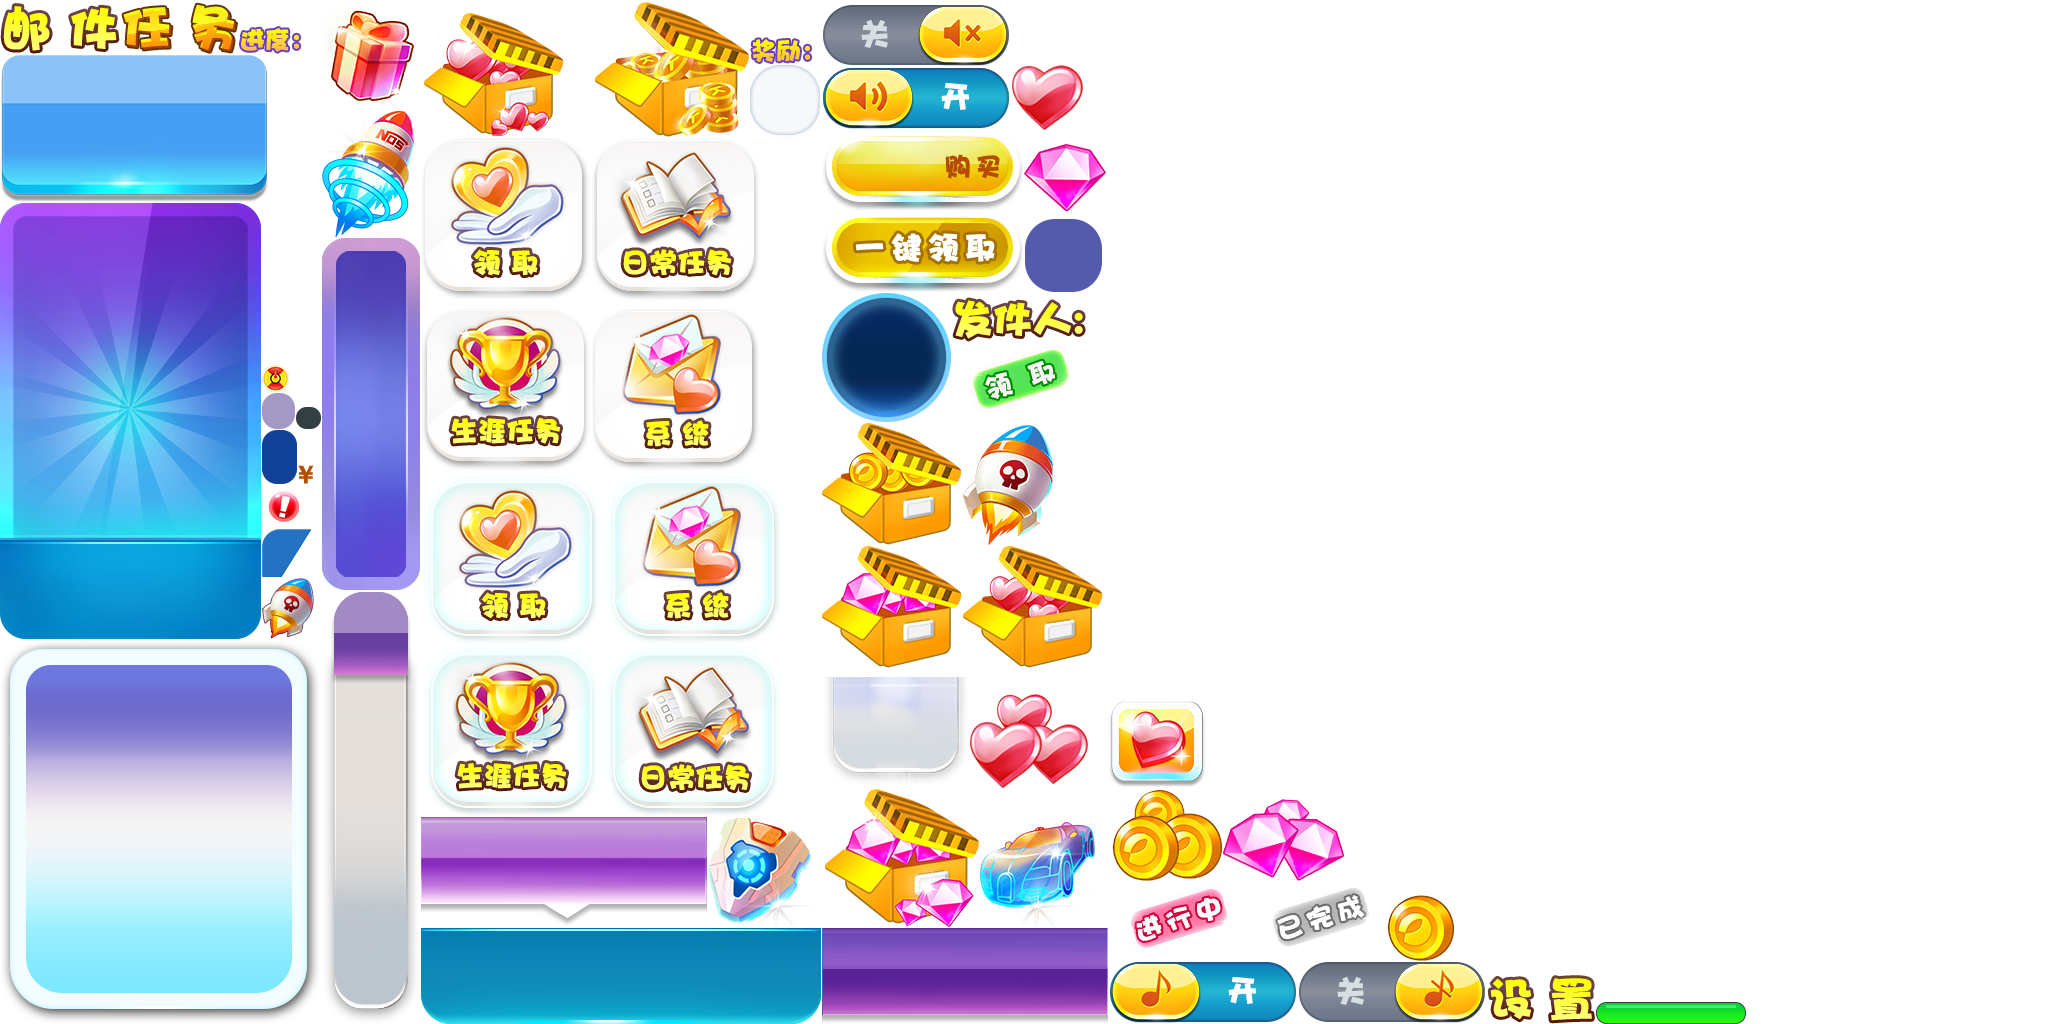 邮 件 任 务
进度:
奖励:
关
开
NOS
购 买
一键领取
发件人:
领 取
领 取
日常任务
生涯任务
系 统
¥
领 取
系 统
生涯任务
日常任务
进行中
已完成
开
关
设 置